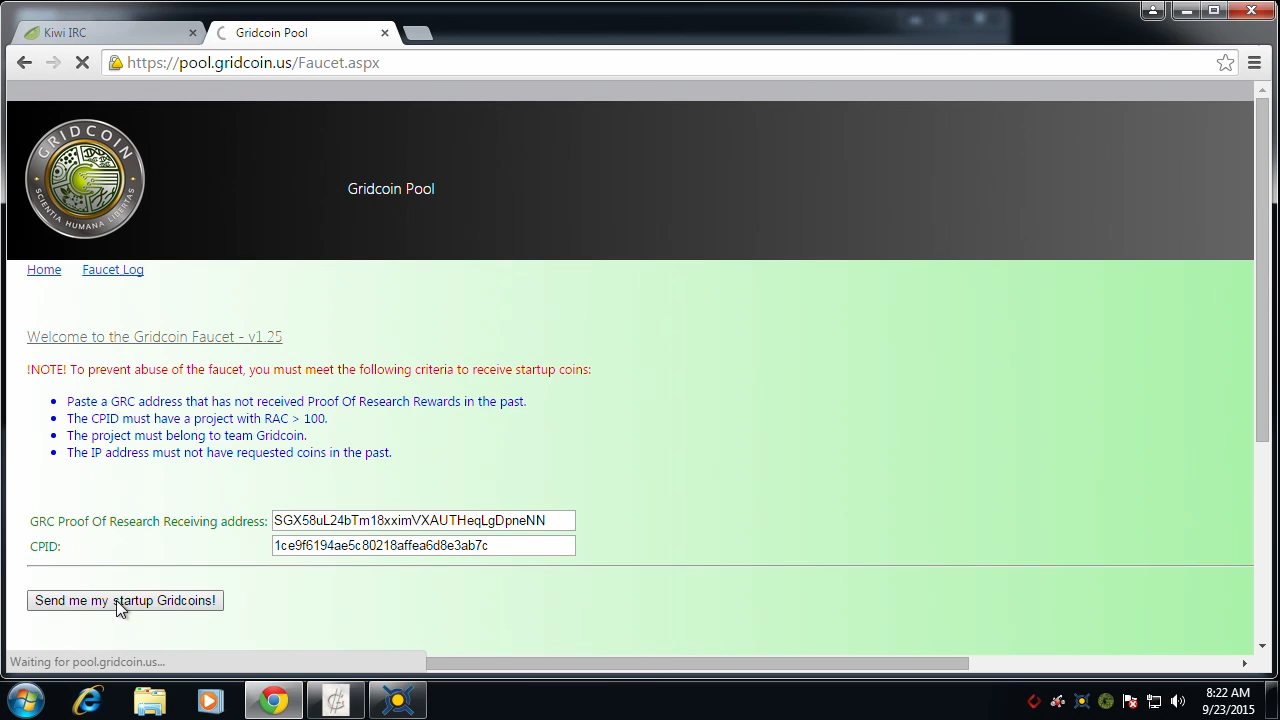 Kiwi IRC
Gridcoin Pool
https://pool.gridcoin.us/Faucet.aspx
GRIDCOIN
SCIENTIA HUMANA LIBERTAS
Gridcoin Pool
Home Faucet Log
Welcome to the Gridcoin Faucet - v1.25
!NOTE! To prevent abuse of the faucet, you must meet the following criteria to receive startup coins:
Paste a GRC address that has not received Proof Of Research Rewards in the past.
The CPID must have a project with RAC > 100.
The project must belong to team Gridcoin.
The IP address must not have requested coins in the past.
GRC Proof Of Research Receiving address: SGX58uL24bTm18xximVXAUTHeqLgDpneNN
CPID: 1ce9f6194ae5c80218affea6d8e3ab7c
Send me my startup Gridcoins!
Waiting for pool.gridcoin.us...
8:22 AM
9/23/2015